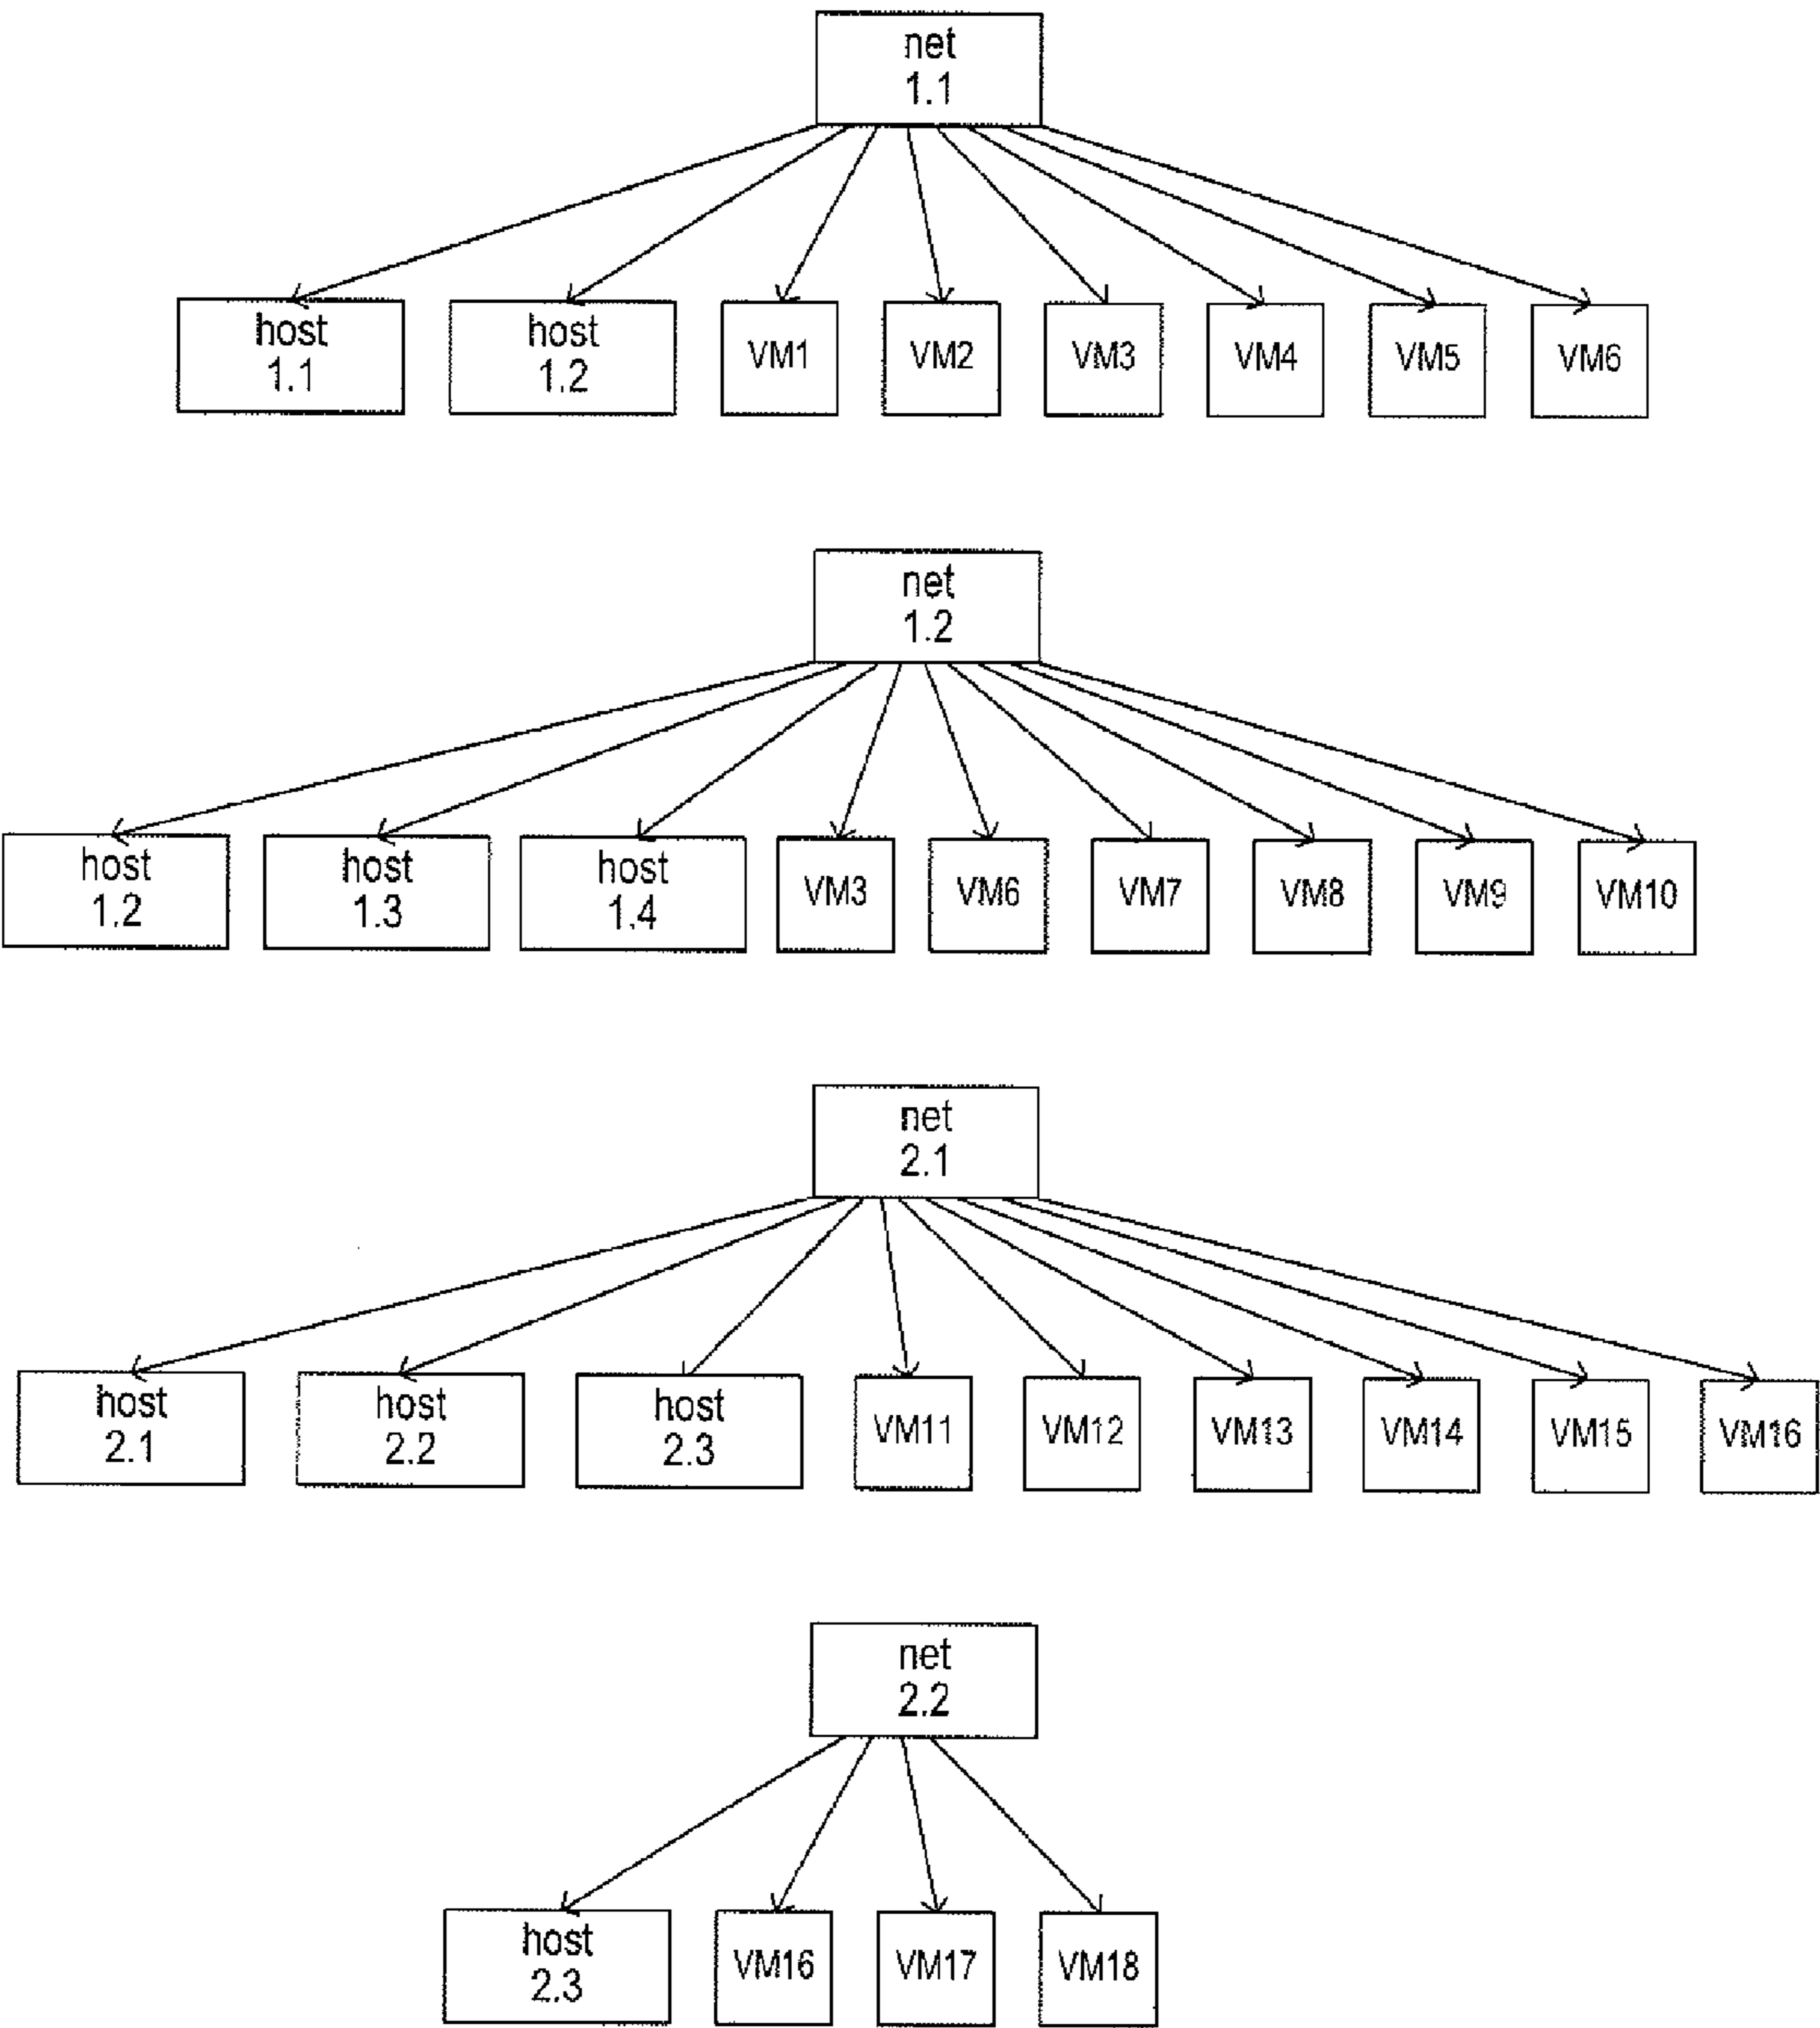 net
1.1
host
1.1
host
1.2
VM1
VM2
VM3
VM4
VM5
VM6
net
1.2
host
1.2
host
1.3
host
1.4
VM3
VM6
VM7
VM8
VM9
VM10
net
2.1
host
2.1
host
2.2
host
2.3
VM11
VM12
VM13
VM14
VM15
VM16
net
2.2
host
2.3
VM16
VM17
VM18